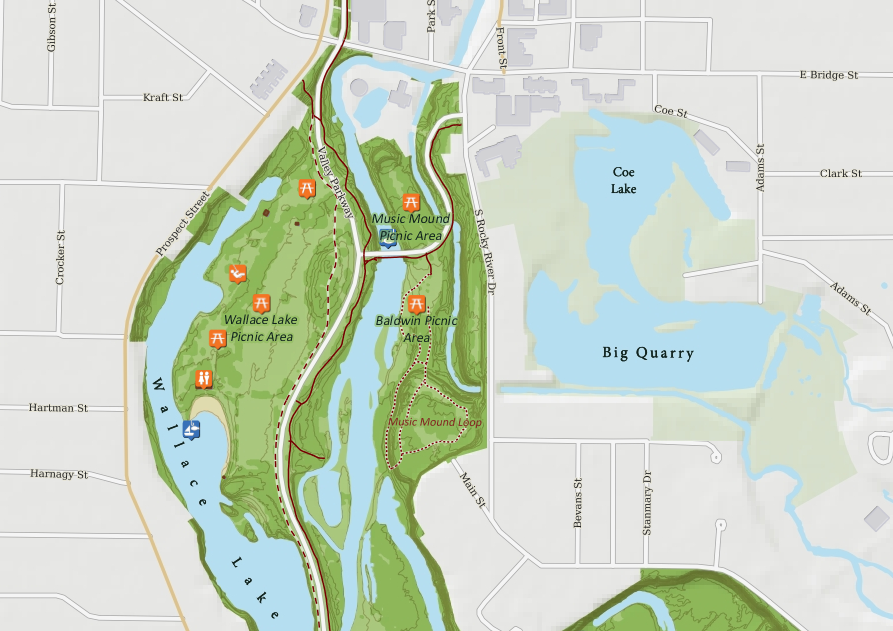 Gibson St
Park S
Front St
E Bridge St
Kraft St
Coe St
Valley Parkway
Adams St
Coe
Lake
Clark St
Prospect Street
Music Mound
Picnic Area
S Rocky River Dr
Crocker St
Adams St
Wallace Lake
Picnic Area
Baldwin Picnic
Area
Big Quarry
Hartman St
Wallace
Lake
Music Mound Loop
Harnagy St
Main St
Bevans St
Stanmary Dr